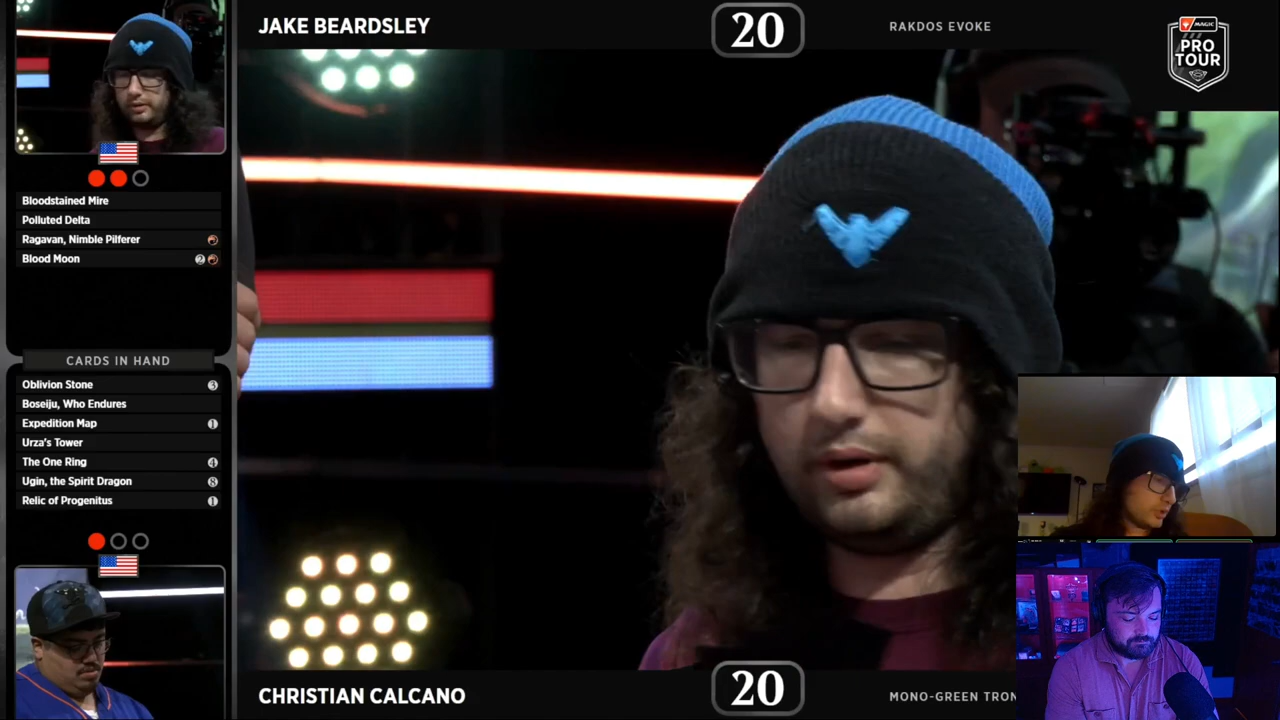 JAKE BEARDSLEY
20
RAKDOS EVOKE
MAGIC
PRO
TOUR
Bloodstained Mire
Polluted Delta
Ragavan, Nimble Pilferer
Blood Moon 2
CARDS IN HAND
Oblivion Stone 3
Boseiju, Who Endures
Expedition Map 1
Urza's Tower
The One Ring 4
Ugin, the Spirit Dragon 8
Relic of Progenitus 1
CHRISTIAN CALCANO
20
MONO-GREEN TRON